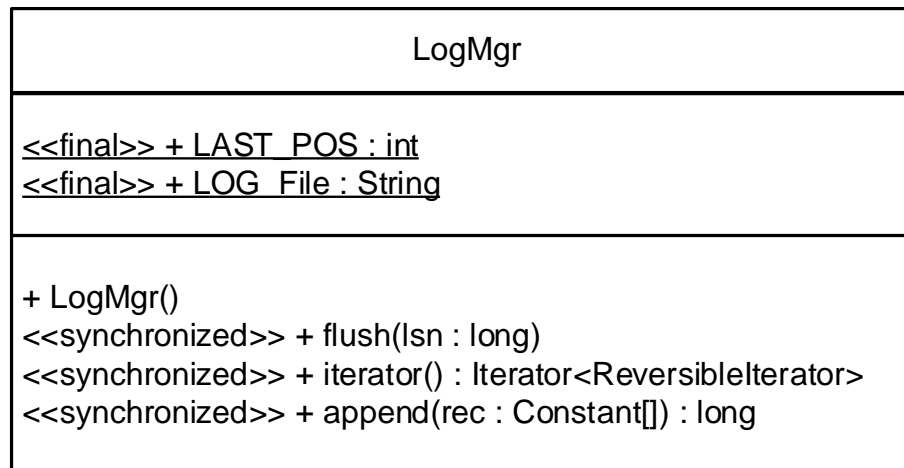 LogMgr
<<final>> + LAST_POS : int
<<final>> + LOG_File : String
+ LogMgr()
<<synchronized>> + flush(lsn : long)
<<synchronized>> + iterator() : Iterator<ReversibleIterator>
<<synchronized>> + append(rec : Constant[]) : long